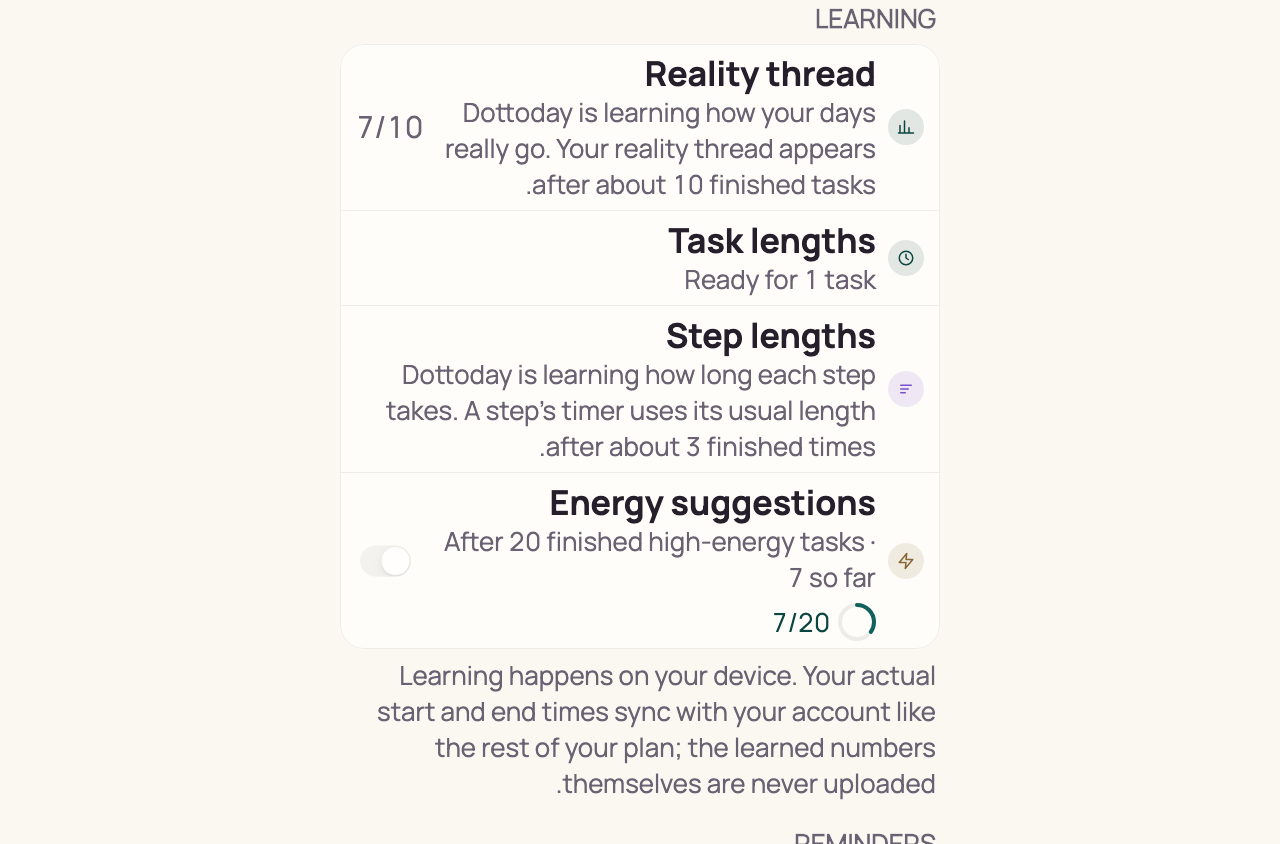 LEARNING
Reality thread
Dottoday is learning how your days
really go. Your reality thread appears
.after about 10 finished tasks
7/10
Task lengths
Ready for 1 task
Step lengths
Dottoday is learning how long each step
takes. A step’s timer uses its usual length
.after about 3 finished times
Energy suggestions
After 20 finished high-energy tasks ·
7 so far
7/20
Learning happens on your device. Your actual
start and end times sync with your account like
the rest of your plan; the learned numbers
.themselves are never uploaded
REMINDERS